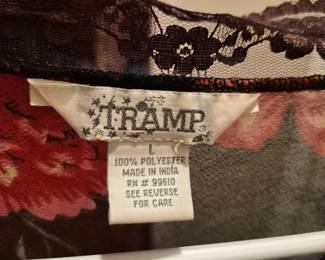 TRAMP
L
100% POLYESTER
MADE IN INDIA
RN # 99610
SEE REVERSE
FOR CARE